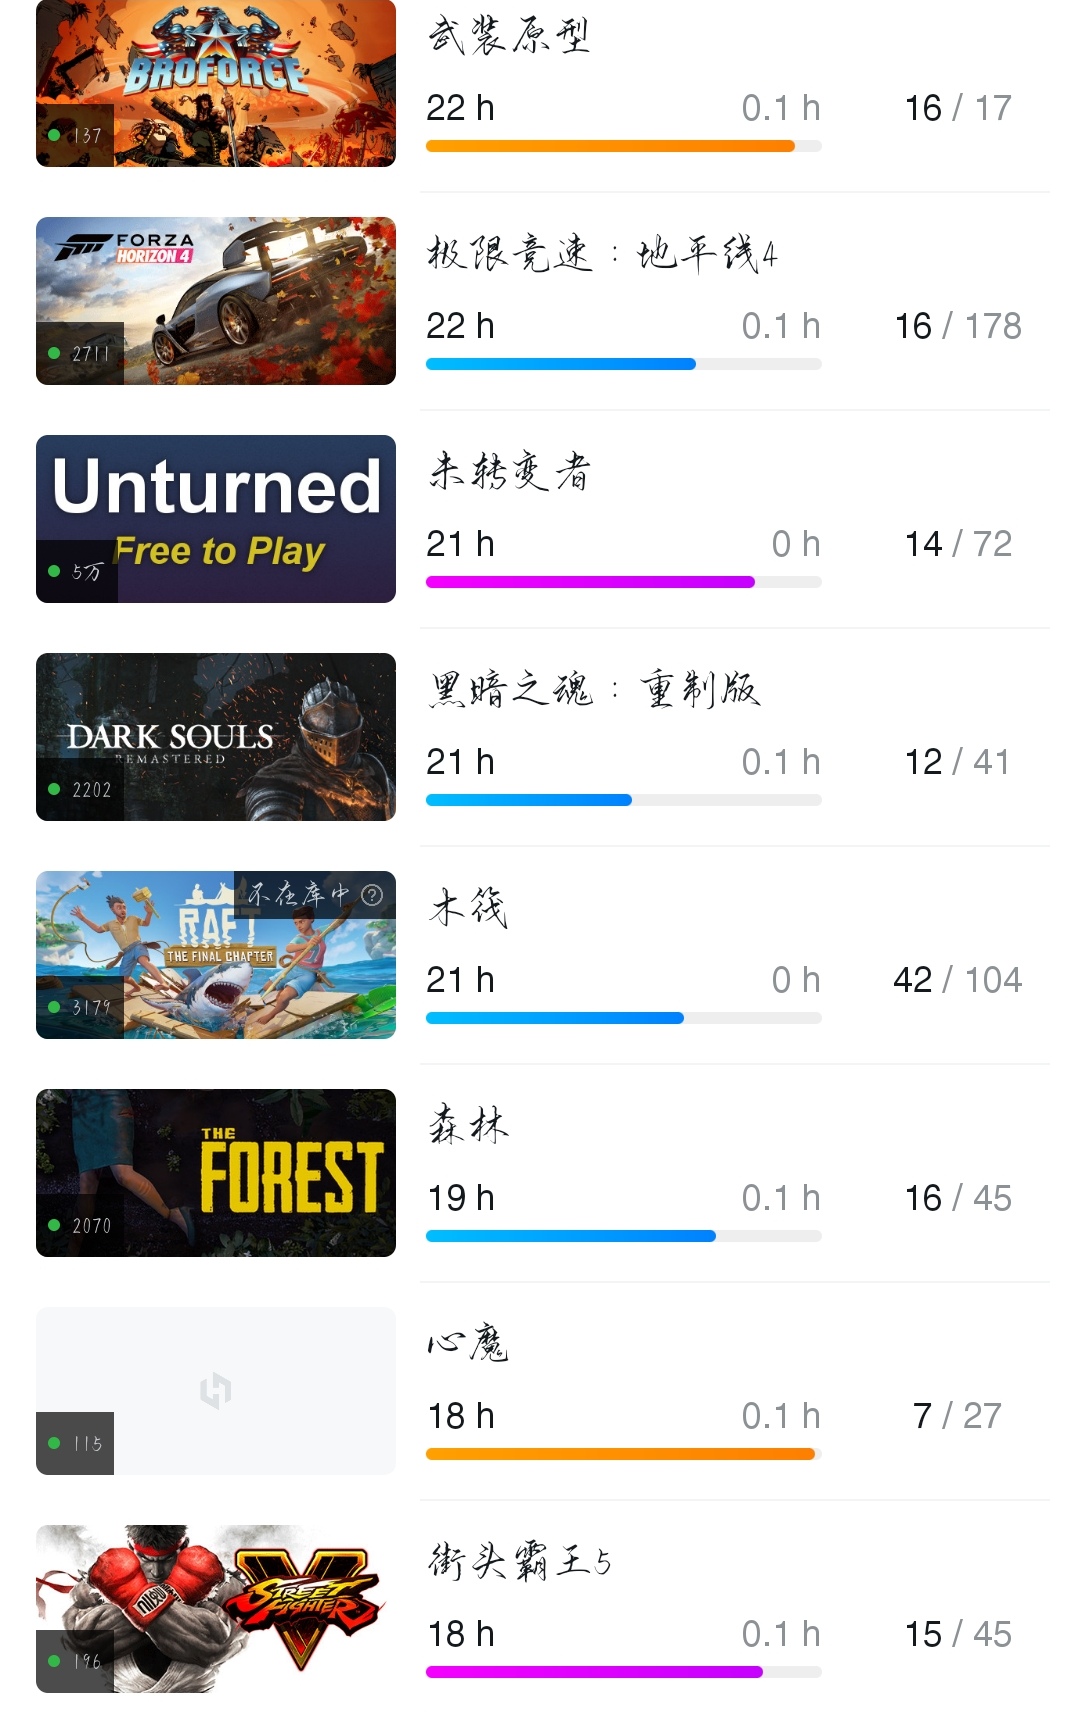 BROFORCE
137
武装原型
22 h 0.1 h 16 / 17
FORZA
HORIZON 4
2711
极限竞速：地平线4
22 h 0.1 h 16 / 178
Unturned
Free to Play
5万
未转变者
21 h 0 h 14 / 72
DARK SOULS
REMASTERED
2202
黑暗之魂：重制版
21 h 0.1 h 12 / 41
不在库中 ?
RAFT
THE FINAL CHAPTER
3179
木筏
21 h 0 h 42 / 104
THE
FOREST
2070
森林
19 h 0.1 h 16 / 45
115
心魔
18 h 0.1 h 7 / 27
V
STREET
FIGHTER
196
街头霸王5
18 h 0.1 h 15 / 45